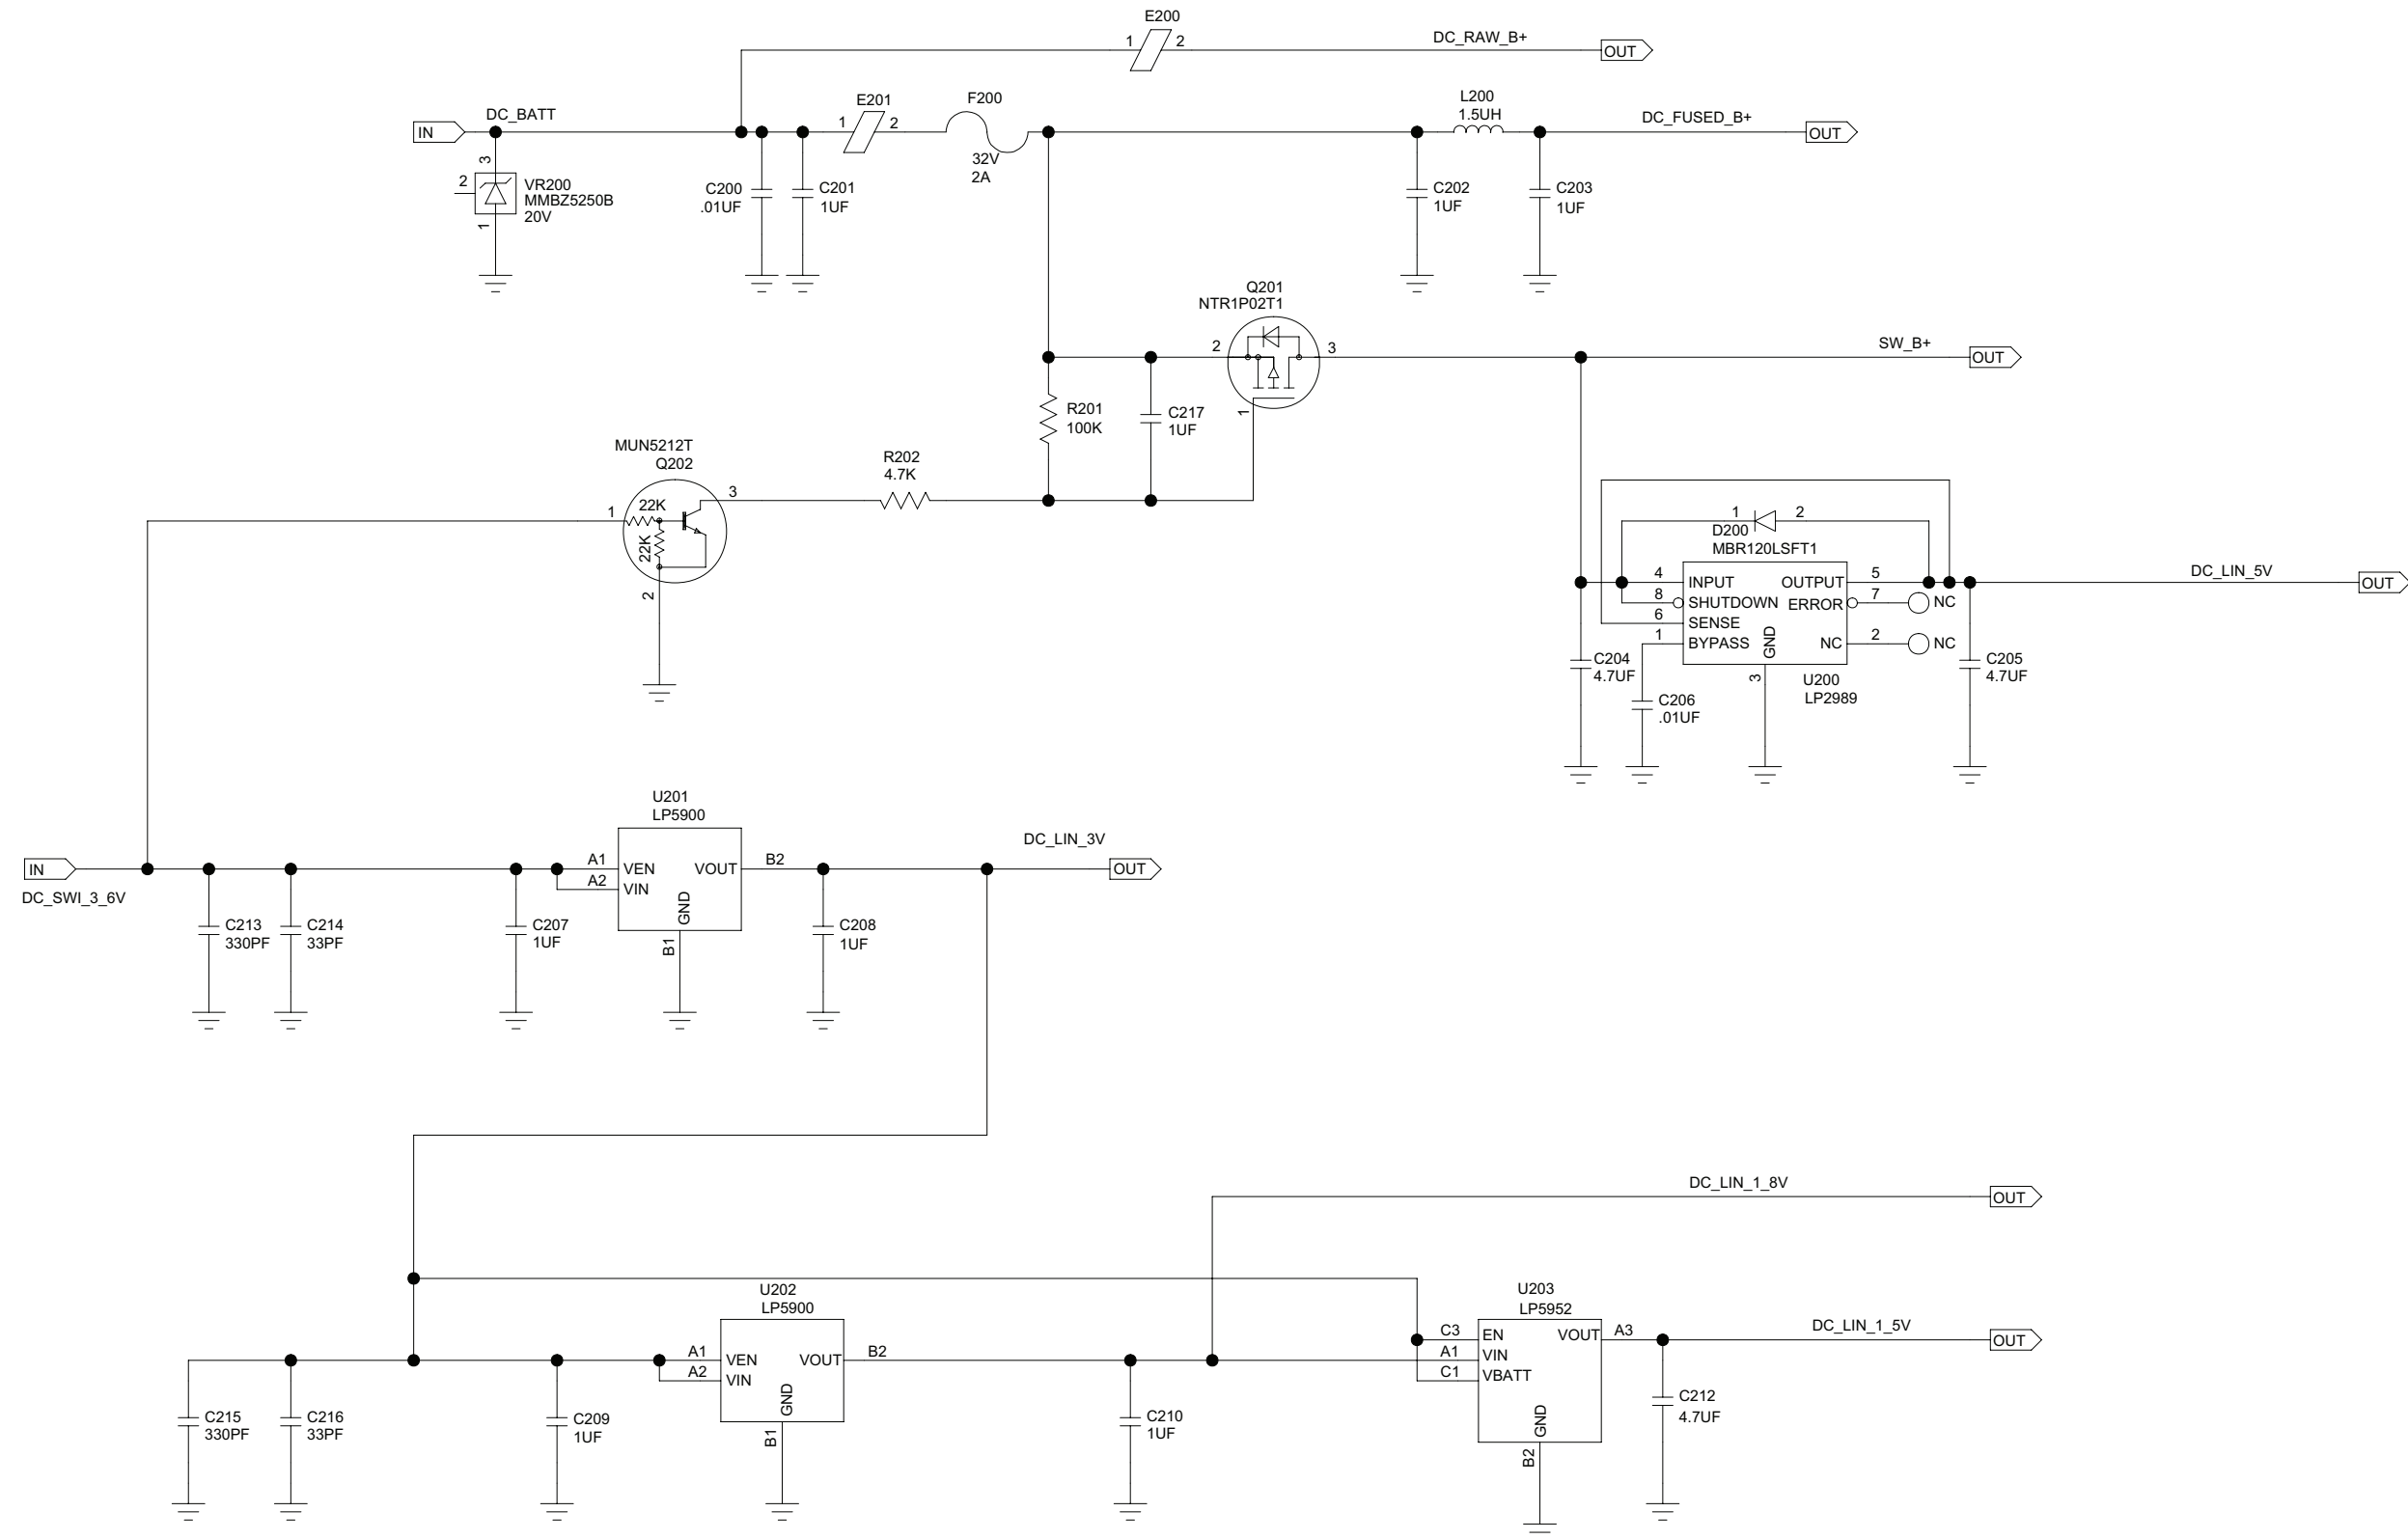 E200
1 2
DC_RAW_B+
OUT
IN
DC_BATT
E201
1 2
F200
32V
2A
L200
1.5UH
DC_FUSED_B+
OUT
3
2
1
VR200
MMBZ5250B
20V
C200
.01UF
C201
1UF
C202
1UF
C203
1UF
Q201
NTR1P02T1
2
3
1
SW_B+
OUT
R201
100K
C217
1UF
MUN5212T
Q202
22K
22K
1
3
2
R202
4.7K
1 2
D200
MBR120LSFT1
4 INPUT OUTPUT 5
8 SHUTDOWN ERROR 7 NC
6 SENSE
1 BYPASS GND NC 2 NC
3
U200
LP2989
DC_LIN_5V
OUT
C204
4.7UF
C206
.01UF
C205
4.7UF
U201
LP5900
A1 VEN VOUT B2
A2 VIN
GND
B1
DC_LIN_3V
OUT
IN
DC_SWI_3_6V
C213
330PF
C214
33PF
C207
1UF
C208
1UF
DC_LIN_1_8V
OUT
U202
LP5900
A1 VEN VOUT B2
A2 VIN
GND
B1
U203
LP5952
C3 EN VOUT A3
A1 VIN
C1 VBATT
GND
B2
DC_LIN_1_5V
OUT
C215
330PF
C216
33PF
C209
1UF
C210
1UF
C212
4.7UF